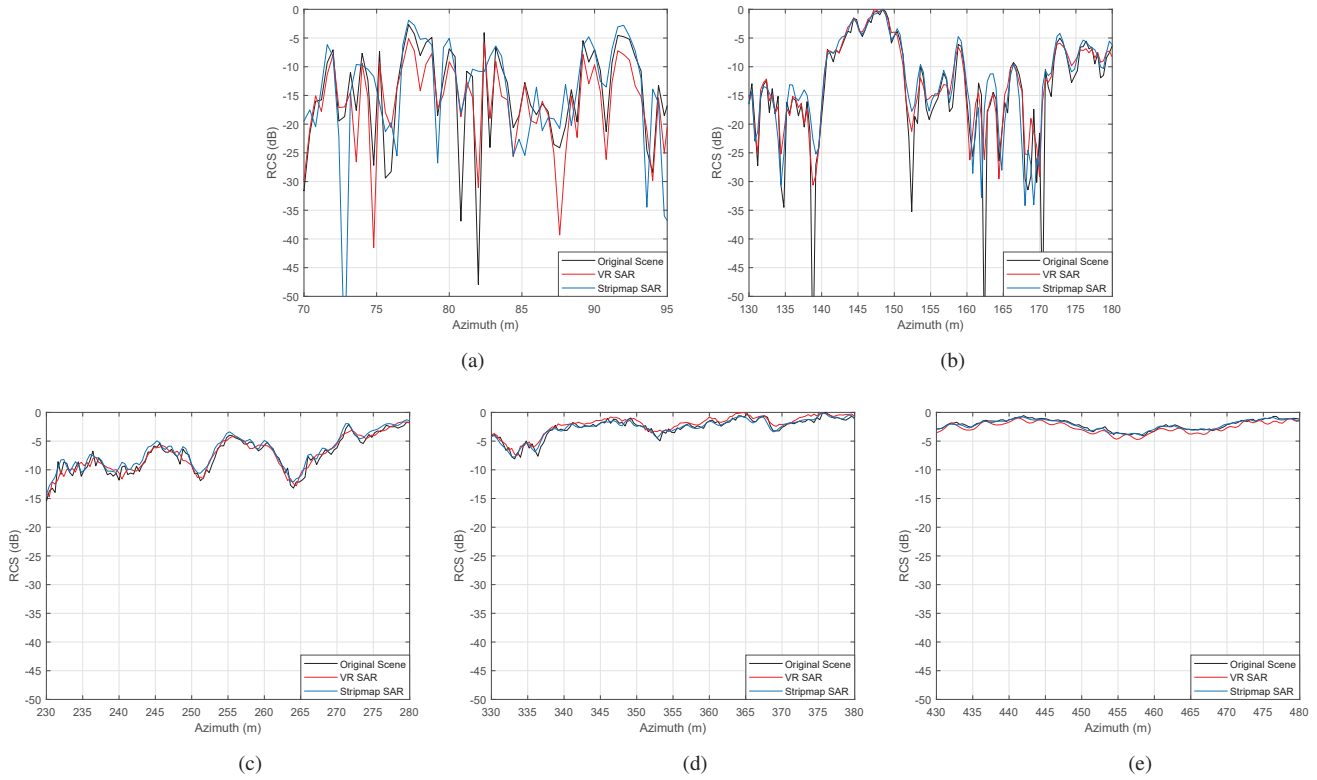 0
-5
-10
-15
-20
-25
-30
-35
-40
-45
-50
RCS (dB)
70 75 80 85 90 95
Azimuth (m)
Original Scene
VR SAR
Stripmap SAR
(a)
0
-5
-10
-15
-20
-25
-30
-35
-40
-45
-50
RCS (dB)
130 135 140 145 150 155 160 165 170 175 180
Azimuth (m)
Original Scene
VR SAR
Stripmap SAR
(b)
0
-5
-10
-15
-20
-25
-30
-35
-40
-45
-50
RCS (dB)
230 235 240 245 250 255 260 265 270 275 280
Azimuth (m)
Original Scene
VR SAR
Stripmap SAR
(c)
0
-5
-10
-15
-20
-25
-30
-35
-40
-45
-50
RCS (dB)
330 335 340 345 350 355 360 365 370 375 380
Azimuth (m)
Original Scene
VR SAR
Stripmap SAR
(d)
0
-5
-10
-15
-20
-25
-30
-35
-40
-45
-50
RCS (dB)
430 435 440 445 450 455 460 465 470 475 480
Azimuth (m)
Original Scene
VR SAR
Stripmap SAR
(e)